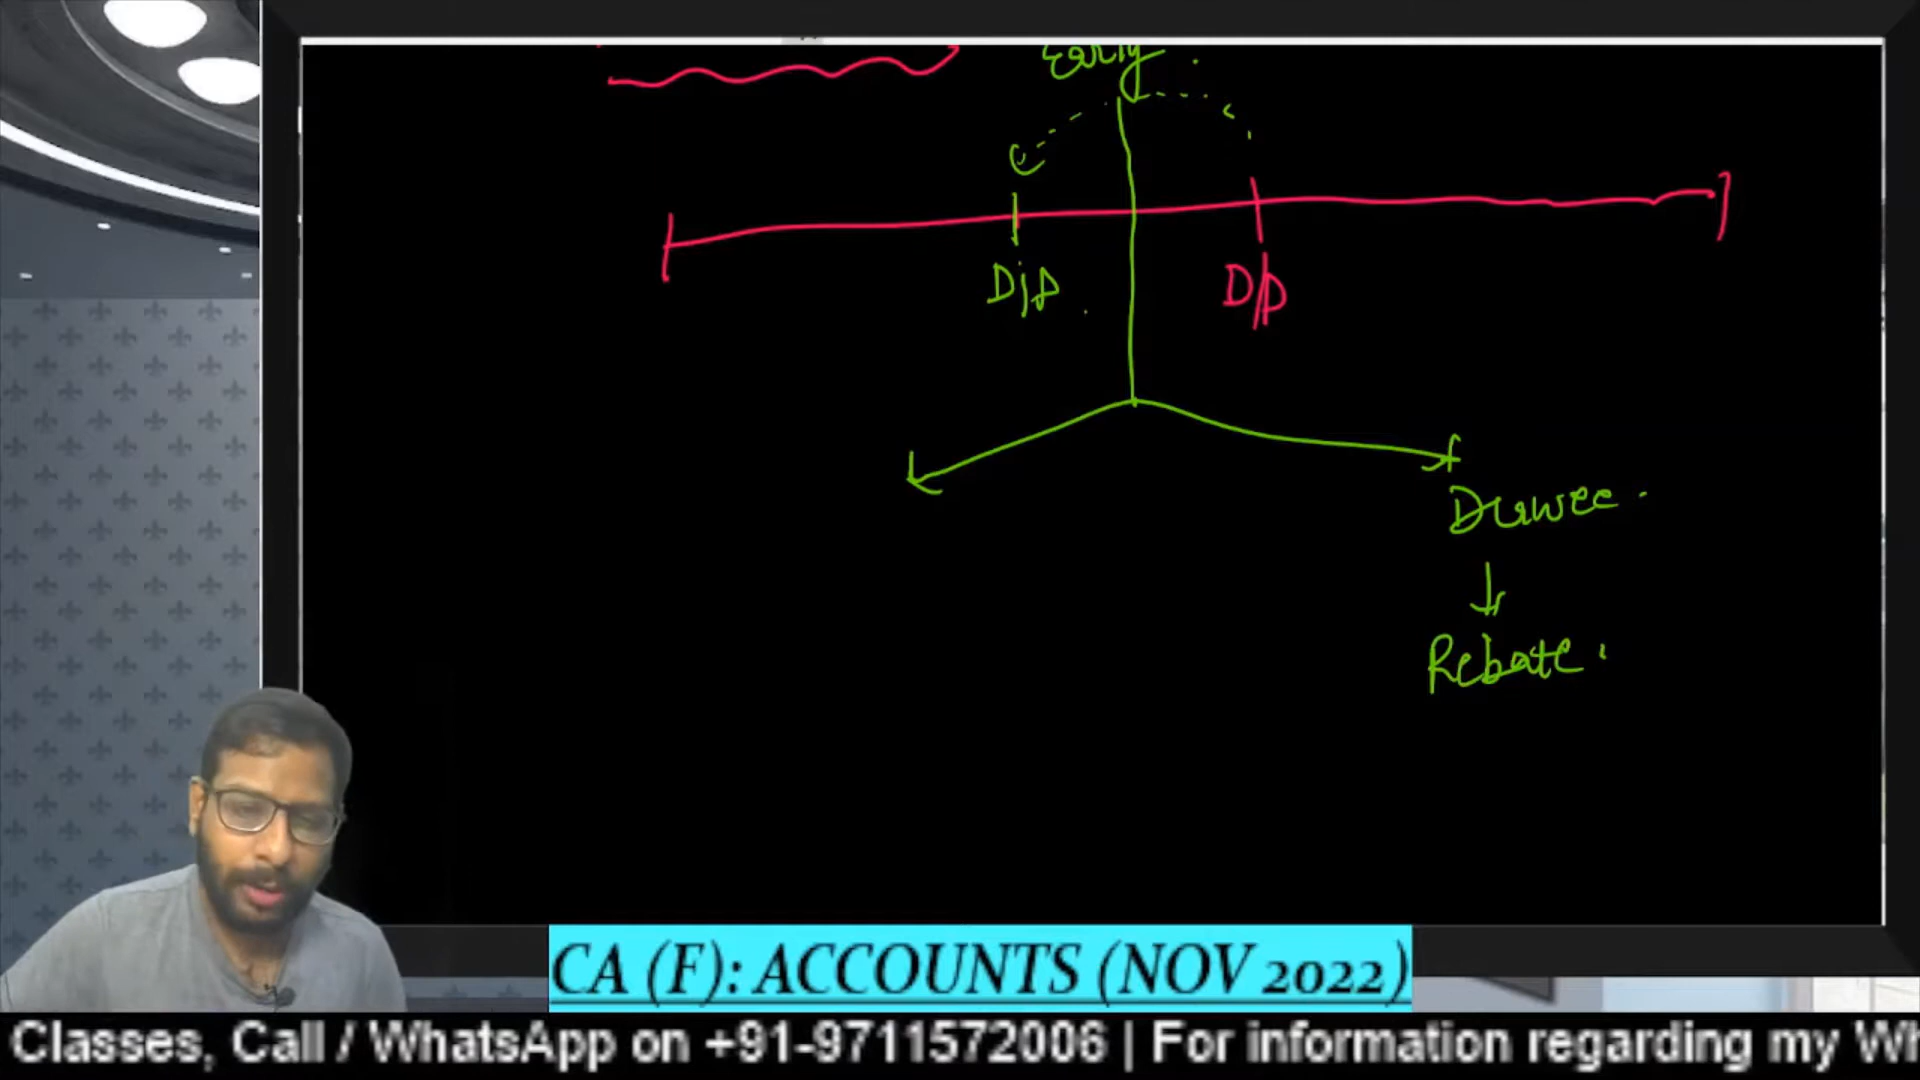 Early.
D/D
D/D
Drawee.
Rebate.
CA (F): ACCOUNTS (NOV 2022)
Classes, Call / WhatsApp on +91-9711572006 | For information regarding my Wh